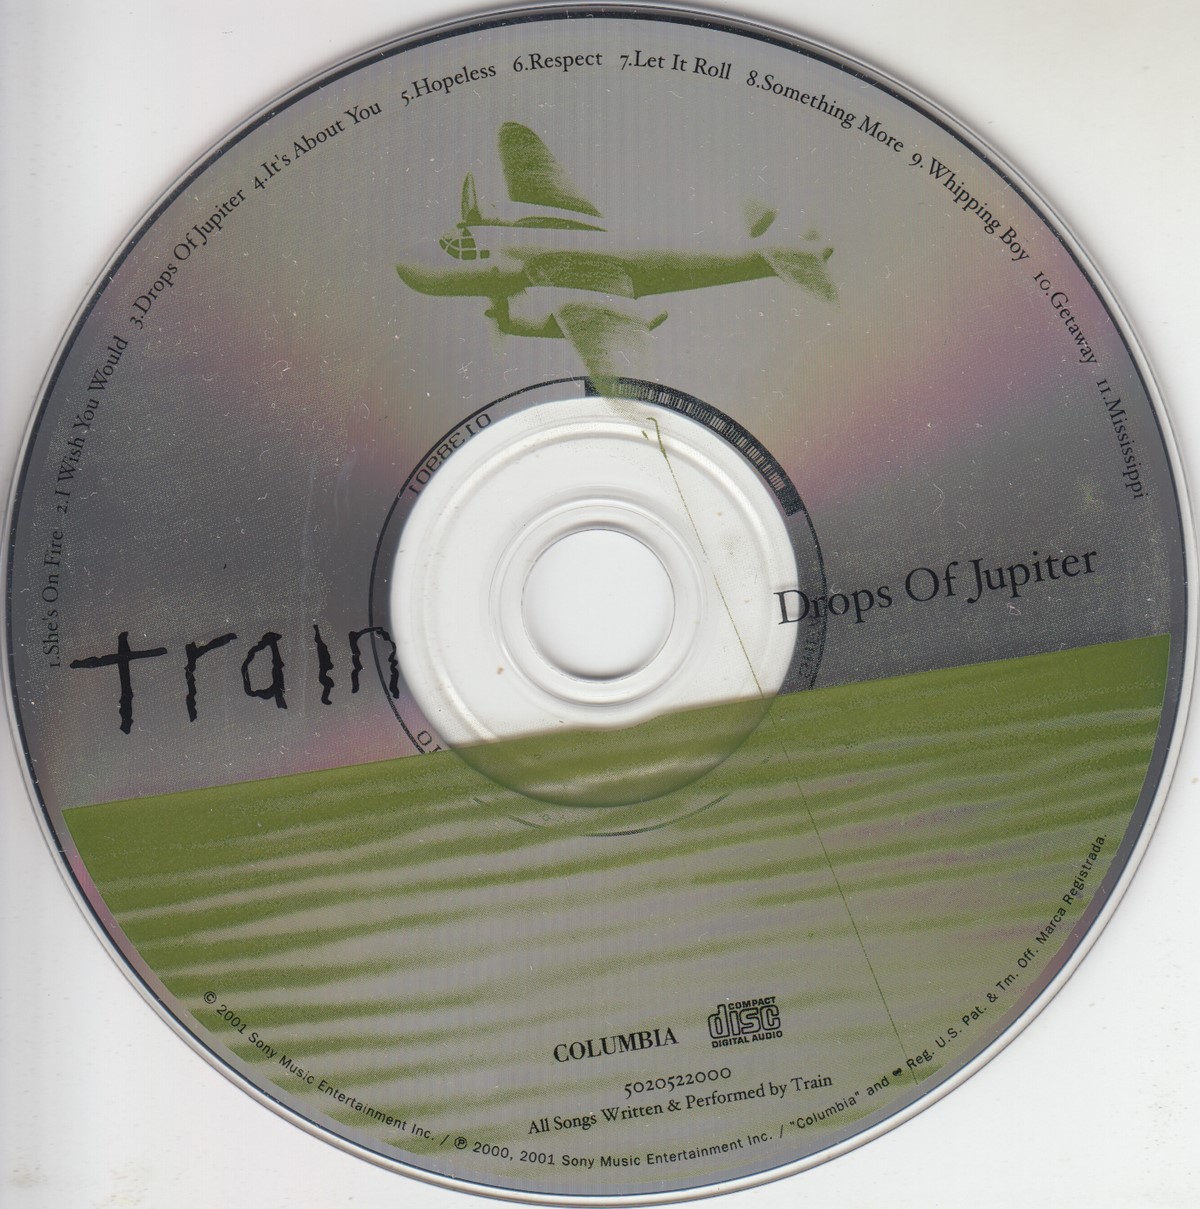 1.She's On Fire 2.I Wish You Would 3.Drops Of Jupiter 4.It's About You 5.Hopeless 6.Respect 7.Let It Roll 8.Something More 9. Whipping Boy 10.Getaway 11.Mississippi
train
Drops Of Jupiter
COLUMBIA
COMPACT
disc
DIGITAL AUDIO
5020522000
All Songs Written & Performed by Train
© 2001 Sony Music Entertainment Inc. / ℗ 2000, 2001 Sony Music Entertainment Inc. / "Columbia" and Reg. U.S. Pat. & Tm. Off. Marca Registrada.